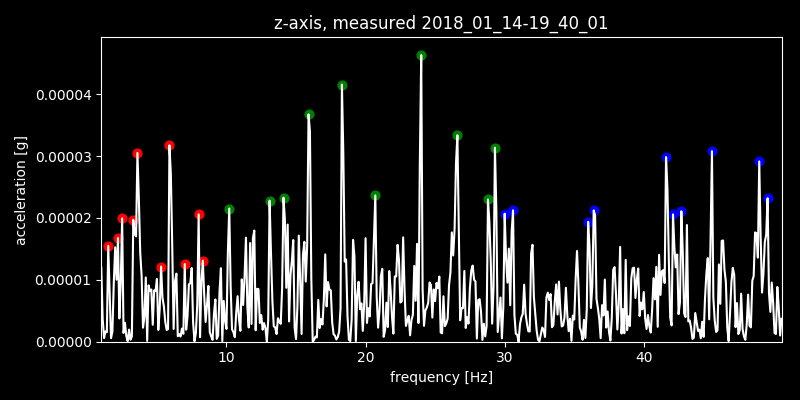 z-axis, measured 2018_01_14-19_40_01
0.00004
0.00003
0.00002
0.00001
0.00000
acceleration [g]
10 20 30 40
frequency [Hz]